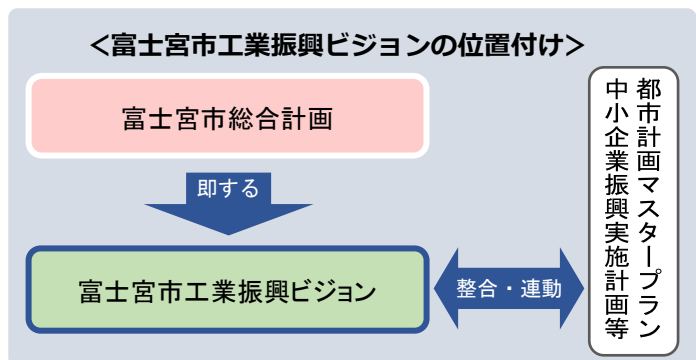 ＜富士宮市工業振興ビジョンの位置付け＞
富士宮市総合計画
即する
富士宮市工業振興ビジョン
整合・連動
都市計画マスタープラン
中小企業振興実施計画等